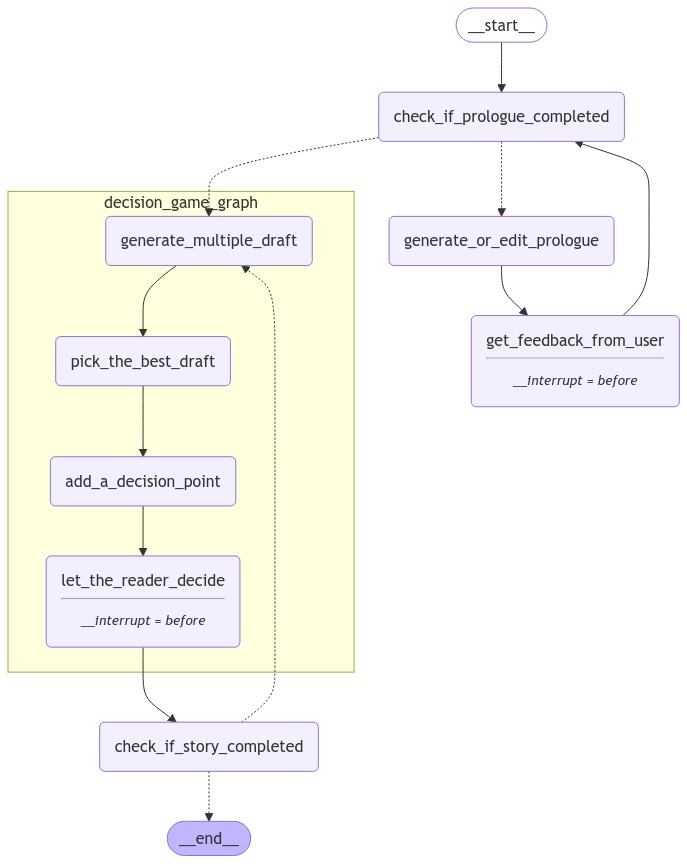 __start__
check_if_prologue_completed
decision_game_graph
generate_multiple_draft
generate_or_edit_prologue
get_feedback_from_user
__interrupt = before
pick_the_best_draft
add_a_decision_point
let_the_reader_decide
__interrupt = before
check_if_story_completed
__end__